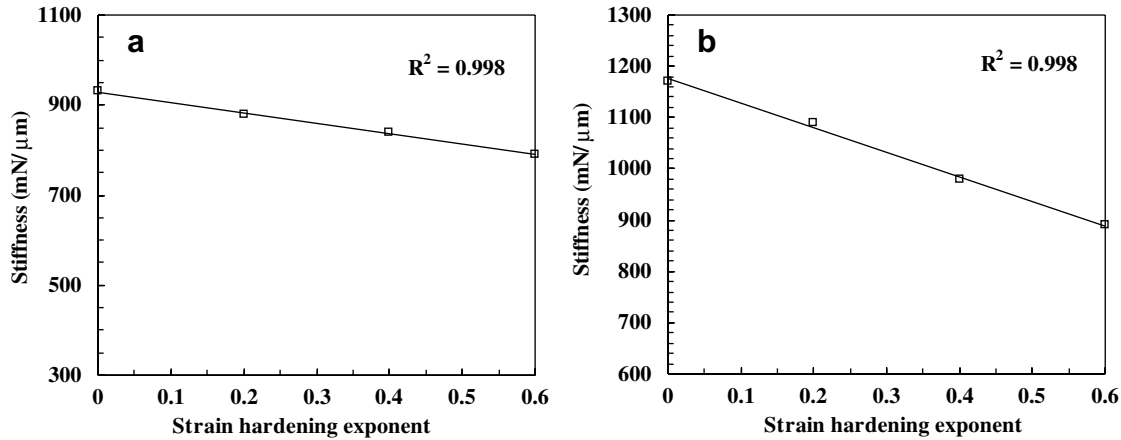 a
R² = 0.998
Stiffness (mN/μm)
1100
900
700
500
300
0 0.1 0.2 0.3 0.4 0.5 0.6
Strain hardening exponent
b
R² = 0.998
Stiffness (mN/μm)
1300
1200
1100
1000
900
800
700
600
0 0.1 0.2 0.3 0.4 0.5 0.6
Strain hardening exponent